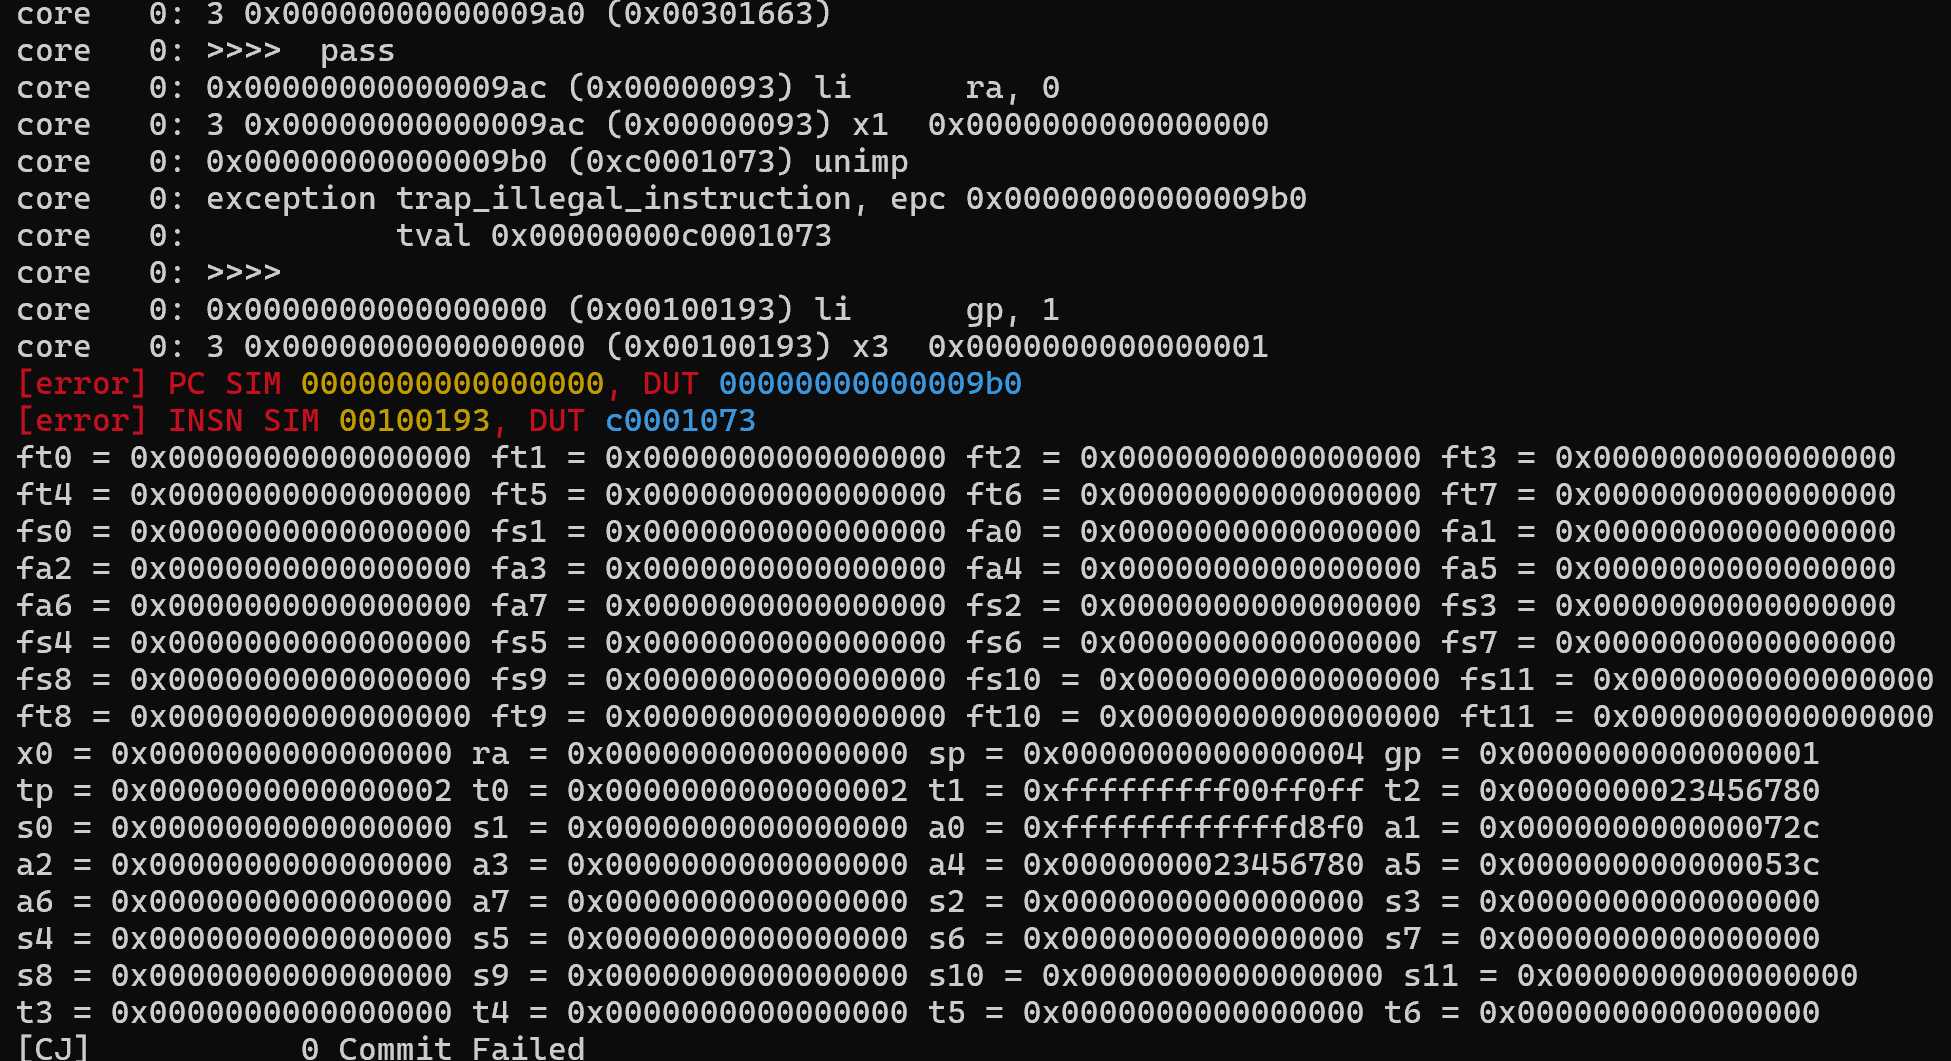 core   0: 3 0x00000000000009a0 (0x00301663)
core   0: >>>>  pass
core   0: 0x00000000000009ac (0x00000093) li      ra, 0
core   0: 3 0x00000000000009ac (0x00000093) x1  0x0000000000000000
core   0: 0x00000000000009b0 (0xc0001073) unimp
core   0: exception trap_illegal_instruction, epc 0x00000000000009b0
core   0:           tval 0x00000000c0001073
core   0: >>>>
core   0: 0x0000000000000000 (0x00100193) li      gp, 1
core   0: 3 0x0000000000000000 (0x00100193) x3  0x0000000000000001
[error] PC SIM 0000000000000000, DUT 00000000000009b0
[error] INSN SIM 00100193, DUT c0001073
ft0 = 0x0000000000000000 ft1 = 0x0000000000000000 ft2 = 0x0000000000000000 ft3 = 0x0000000000000000
ft4 = 0x0000000000000000 ft5 = 0x0000000000000000 ft6 = 0x0000000000000000 ft7 = 0x0000000000000000
fs0 = 0x0000000000000000 fs1 = 0x0000000000000000 fa0 = 0x0000000000000000 fa1 = 0x0000000000000000
fa2 = 0x0000000000000000 fa3 = 0x0000000000000000 fa4 = 0x0000000000000000 fa5 = 0x0000000000000000
fa6 = 0x0000000000000000 fa7 = 0x0000000000000000 fs2 = 0x0000000000000000 fs3 = 0x0000000000000000
fs4 = 0x0000000000000000 fs5 = 0x0000000000000000 fs6 = 0x0000000000000000 fs7 = 0x0000000000000000
fs8 = 0x0000000000000000 fs9 = 0x0000000000000000 fs10 = 0x0000000000000000 fs11 = 0x0000000000000000
ft8 = 0x0000000000000000 ft9 = 0x0000000000000000 ft10 = 0x0000000000000000 ft11 = 0x0000000000000000
x0 = 0x0000000000000000 ra = 0x0000000000000000 sp = 0x0000000000000004 gp = 0x0000000000000001
tp = 0x0000000000000002 t0 = 0x0000000000000002 t1 = 0xffffffffff00ff0ff t2 = 0x0000000023456780
s0 = 0x0000000000000000 s1 = 0x0000000000000000 a0 = 0xffffffffffffd8f0 a1 = 0x000000000000072c
a2 = 0x0000000000000000 a3 = 0x0000000000000000 a4 = 0x0000000023456780 a5 = 0x000000000000053c
a6 = 0x0000000000000000 a7 = 0x0000000000000000 s2 = 0x0000000000000000 s3 = 0x0000000000000000
s4 = 0x0000000000000000 s5 = 0x0000000000000000 s6 = 0x0000000000000000 s7 = 0x0000000000000000
s8 = 0x0000000000000000 s9 = 0x0000000000000000 s10 = 0x0000000000000000 s11 = 0x0000000000000000
t3 = 0x0000000000000000 t4 = 0x0000000000000000 t5 = 0x0000000000000000 t6 = 0x0000000000000000
[CJ]           0 Commit Failed